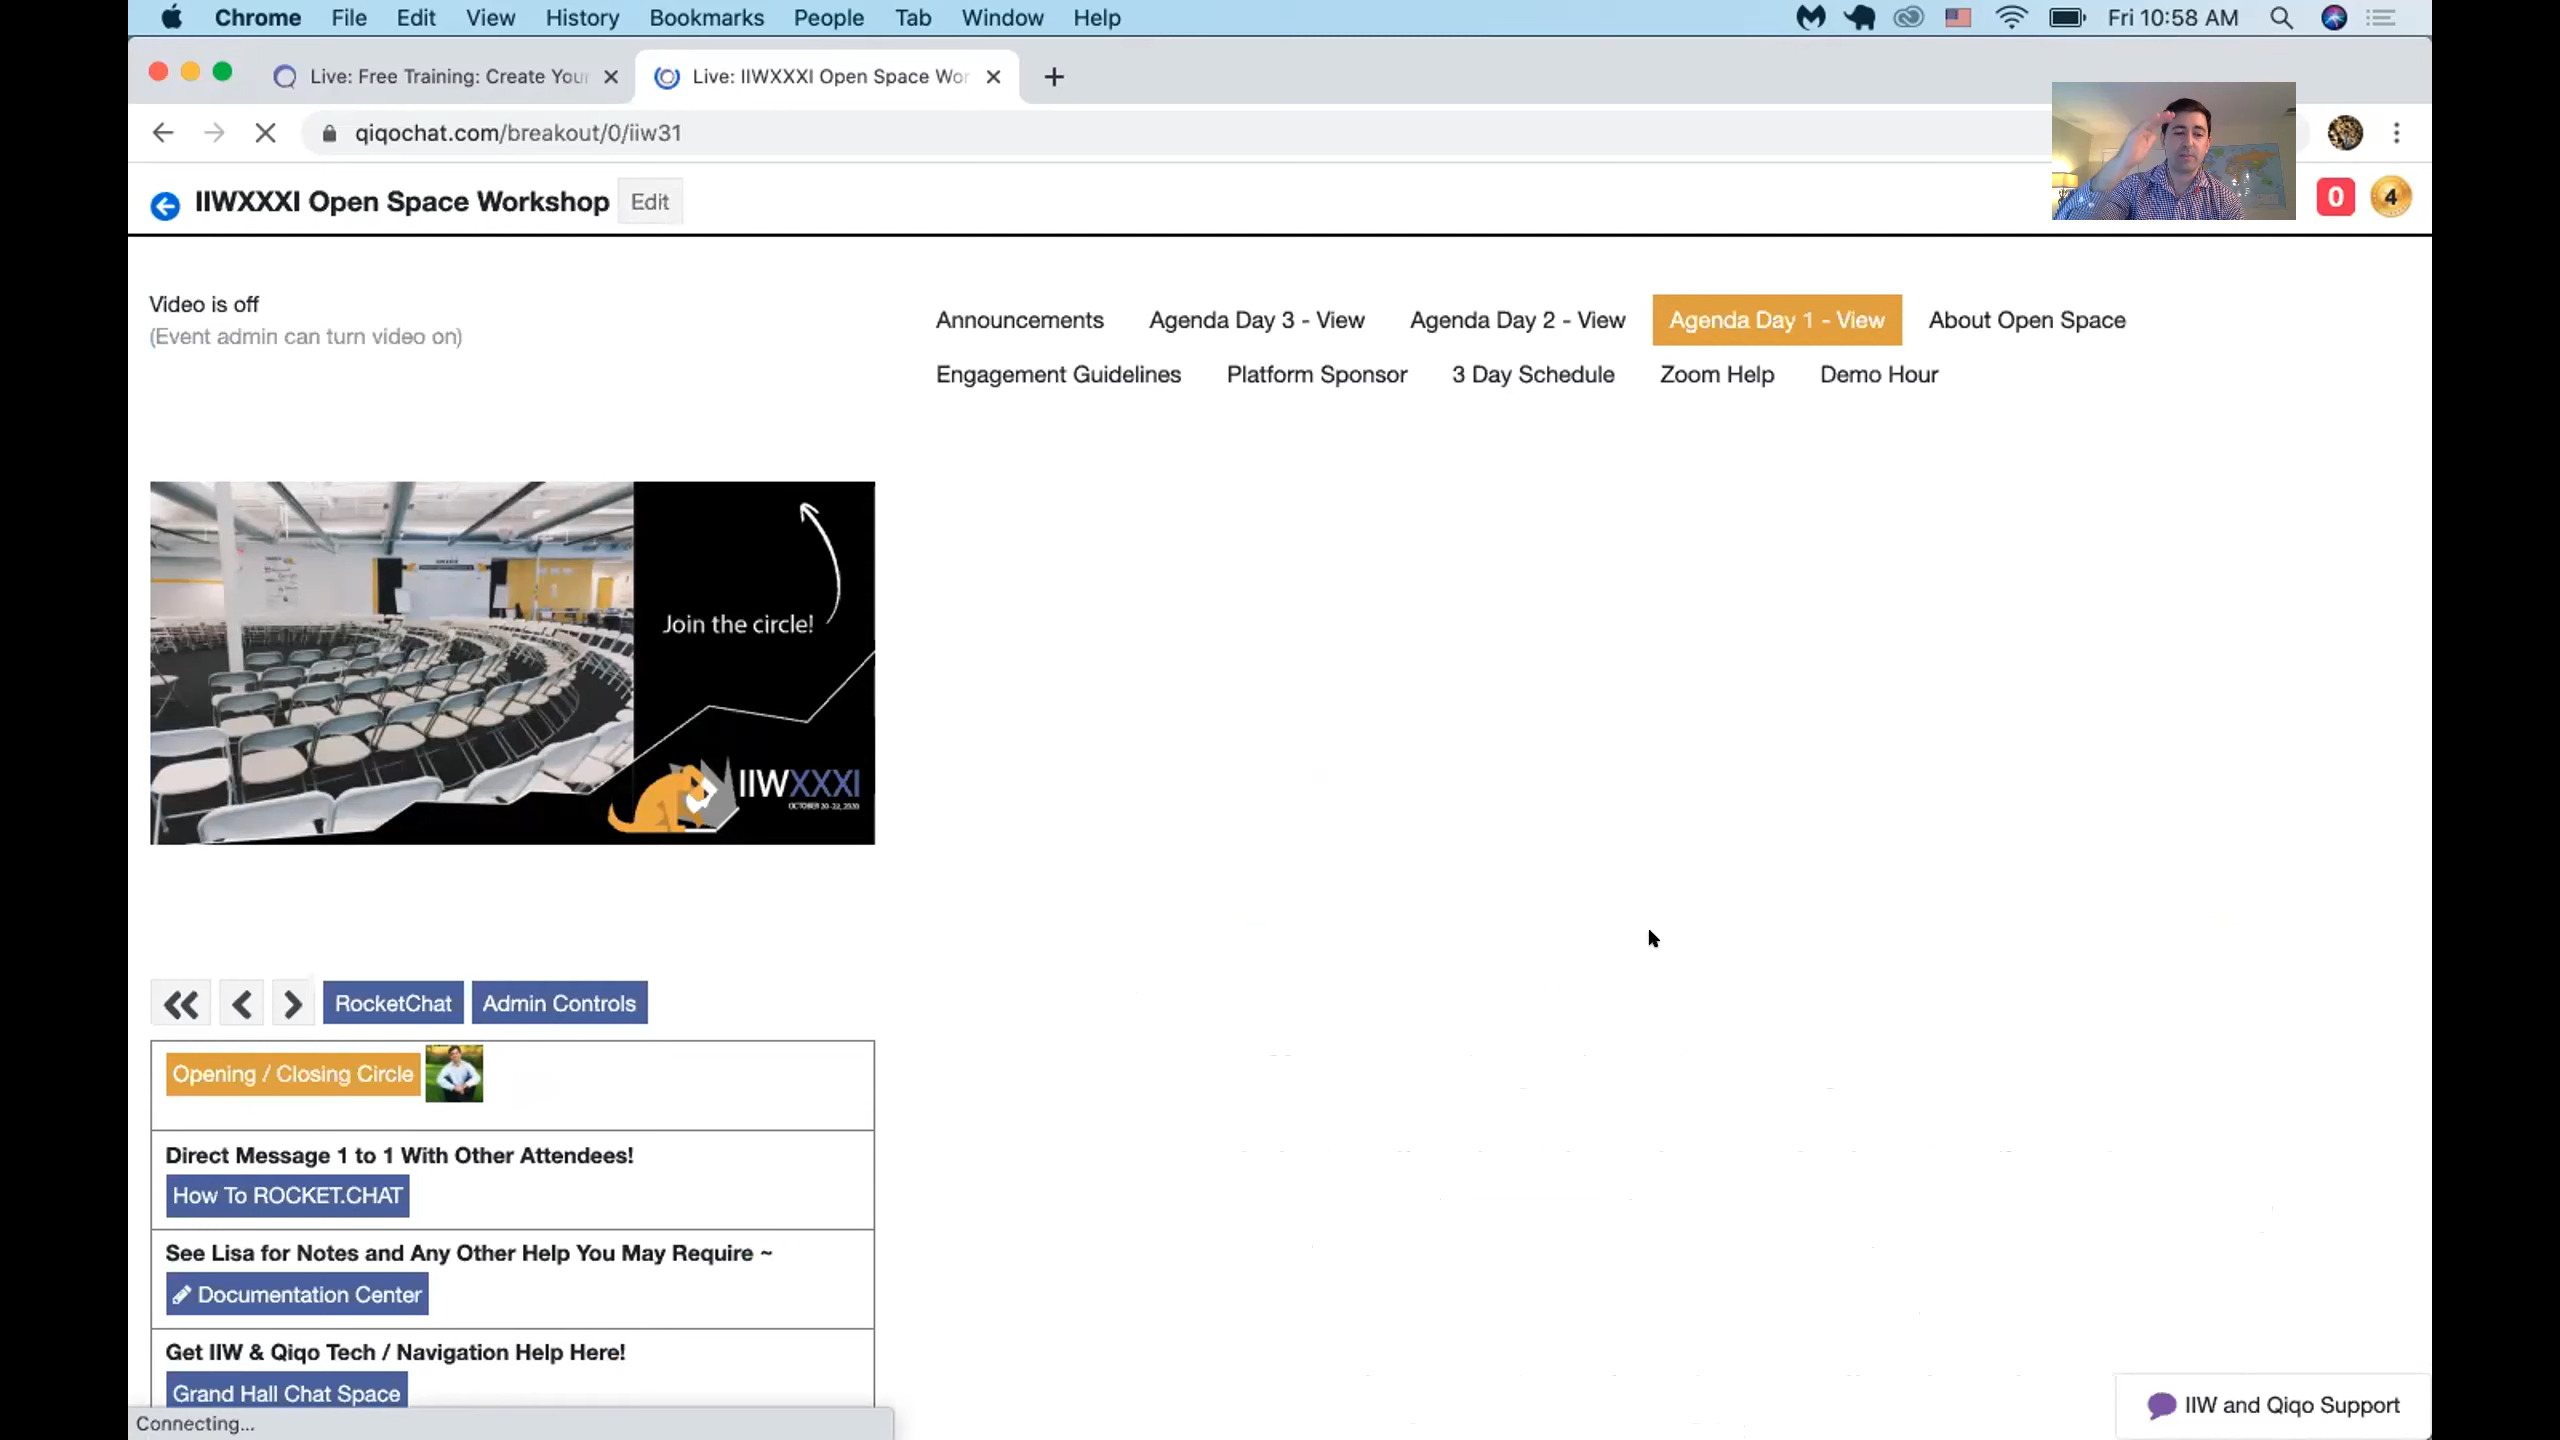 Chrome File Edit View History Bookmarks People Tab Window Help Fri 10:58 AM
Live: Free Training: Create Your
Live: IIWXXXI Open Space Wor
qiqochat.com/breakout/0/iiw31
IIWXXXI Open Space Workshop Edit
0 4
Video is off
(Event admin can turn video on)
Announcements Agenda Day 3 - View Agenda Day 2 - View Agenda Day 1 - View About Open Space
Engagement Guidelines Platform Sponsor 3 Day Schedule Zoom Help Demo Hour
Join the circle!
IIWXXXI
OCTOBER 20-22, 2020
RocketChat Admin Controls
Opening / Closing Circle
Direct Message 1 to 1 With Other Attendees!
How To ROCKET.CHAT
See Lisa for Notes and Any Other Help You May Require ~
Documentation Center
Get IIW & Qiqo Tech / Navigation Help Here!
Grand Hall Chat Space
Connecting...
IIW and Qiqo Support